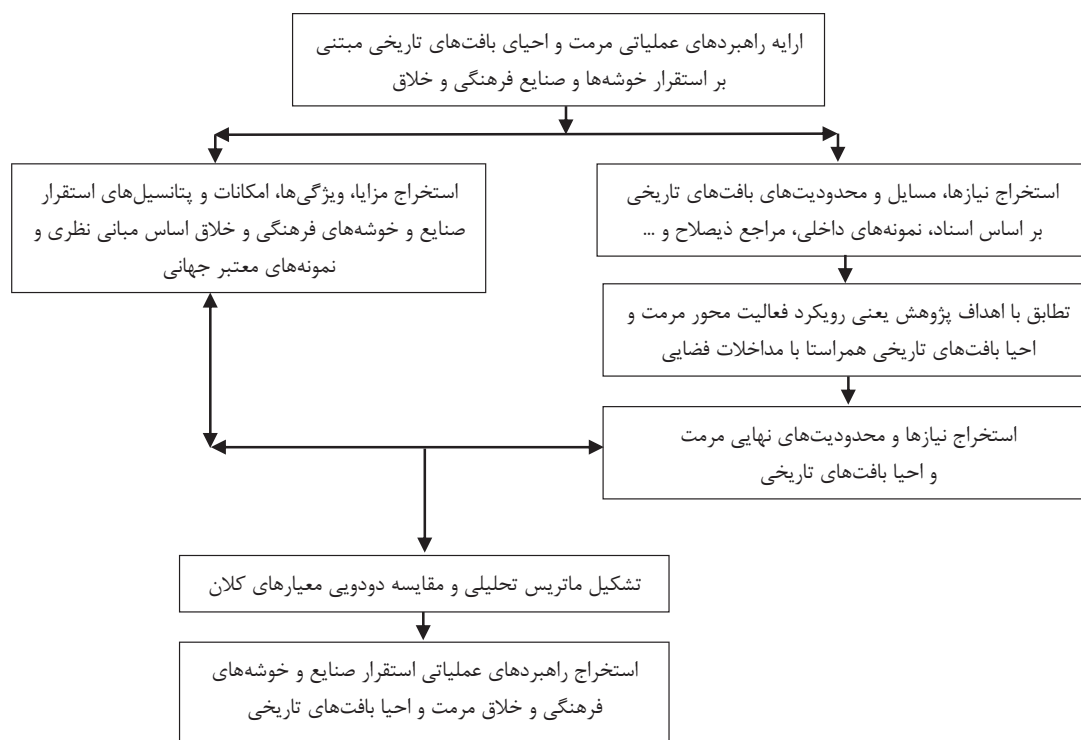 ارایه راهبردهای عملیاتی مرمت و احیای بافت‌های تاریخی مبتنی
بر استقرار خوشه‌ها و صنایع فرهنگی و خلاق
استخراج نیازها، مسایل و محدودیت‌های بافت‌های تاریخی
بر اساس اسناد، نمونه‌های داخلی، مراجع ذیصلاح و ...
استخراج مزایا، ویژگی‌ها، امکانات و پتانسیل‌های استقرار
صنایع و خوشه‌های فرهنگی و خلاق اساس مبانی نظری و
نمونه‌های معتبر جهانی
تطابق با اهداف پژوهش یعنی رویکرد فعالیت محور مرمت و
احیا بافت‌های تاریخی همراستا با مداخلات فضایی
استخراج نیازها و محدودیت‌های نهایی مرمت
و احیا بافت‌های تاریخی
تشکیل ماتریس تحلیلی و مقایسه دودویی معیارهای کلان
استخراج راهبردهای عملیاتی استقرار صنایع و خوشه‌های
فرهنگی و خلاق مرمت و احیا بافت‌های تاریخی